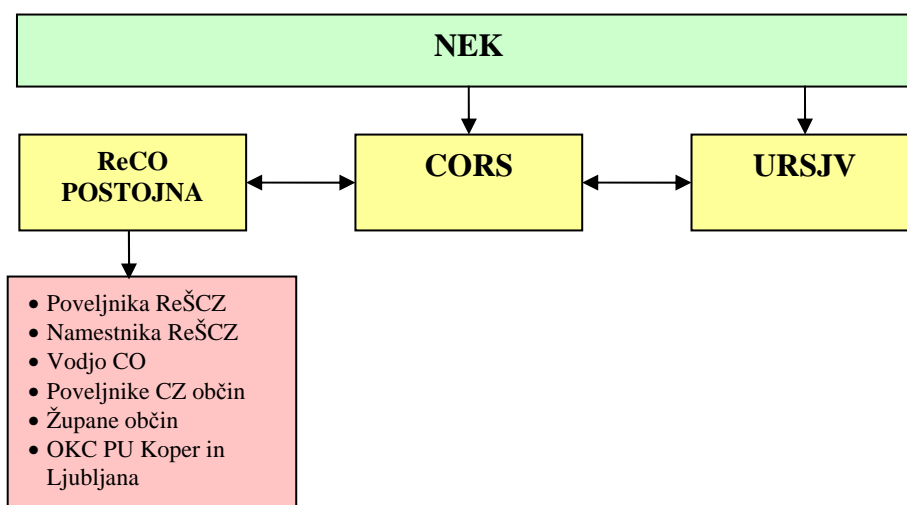 NEK
ReCO
POSTOJNA
CORS
URSJV
• Poveljnika ReŠCZ
• Namestnika ReŠCZ
• Vodjo CO
• Poveljnike CZ občin
• Župane občin
• OKC PU Koper in
Ljubljana